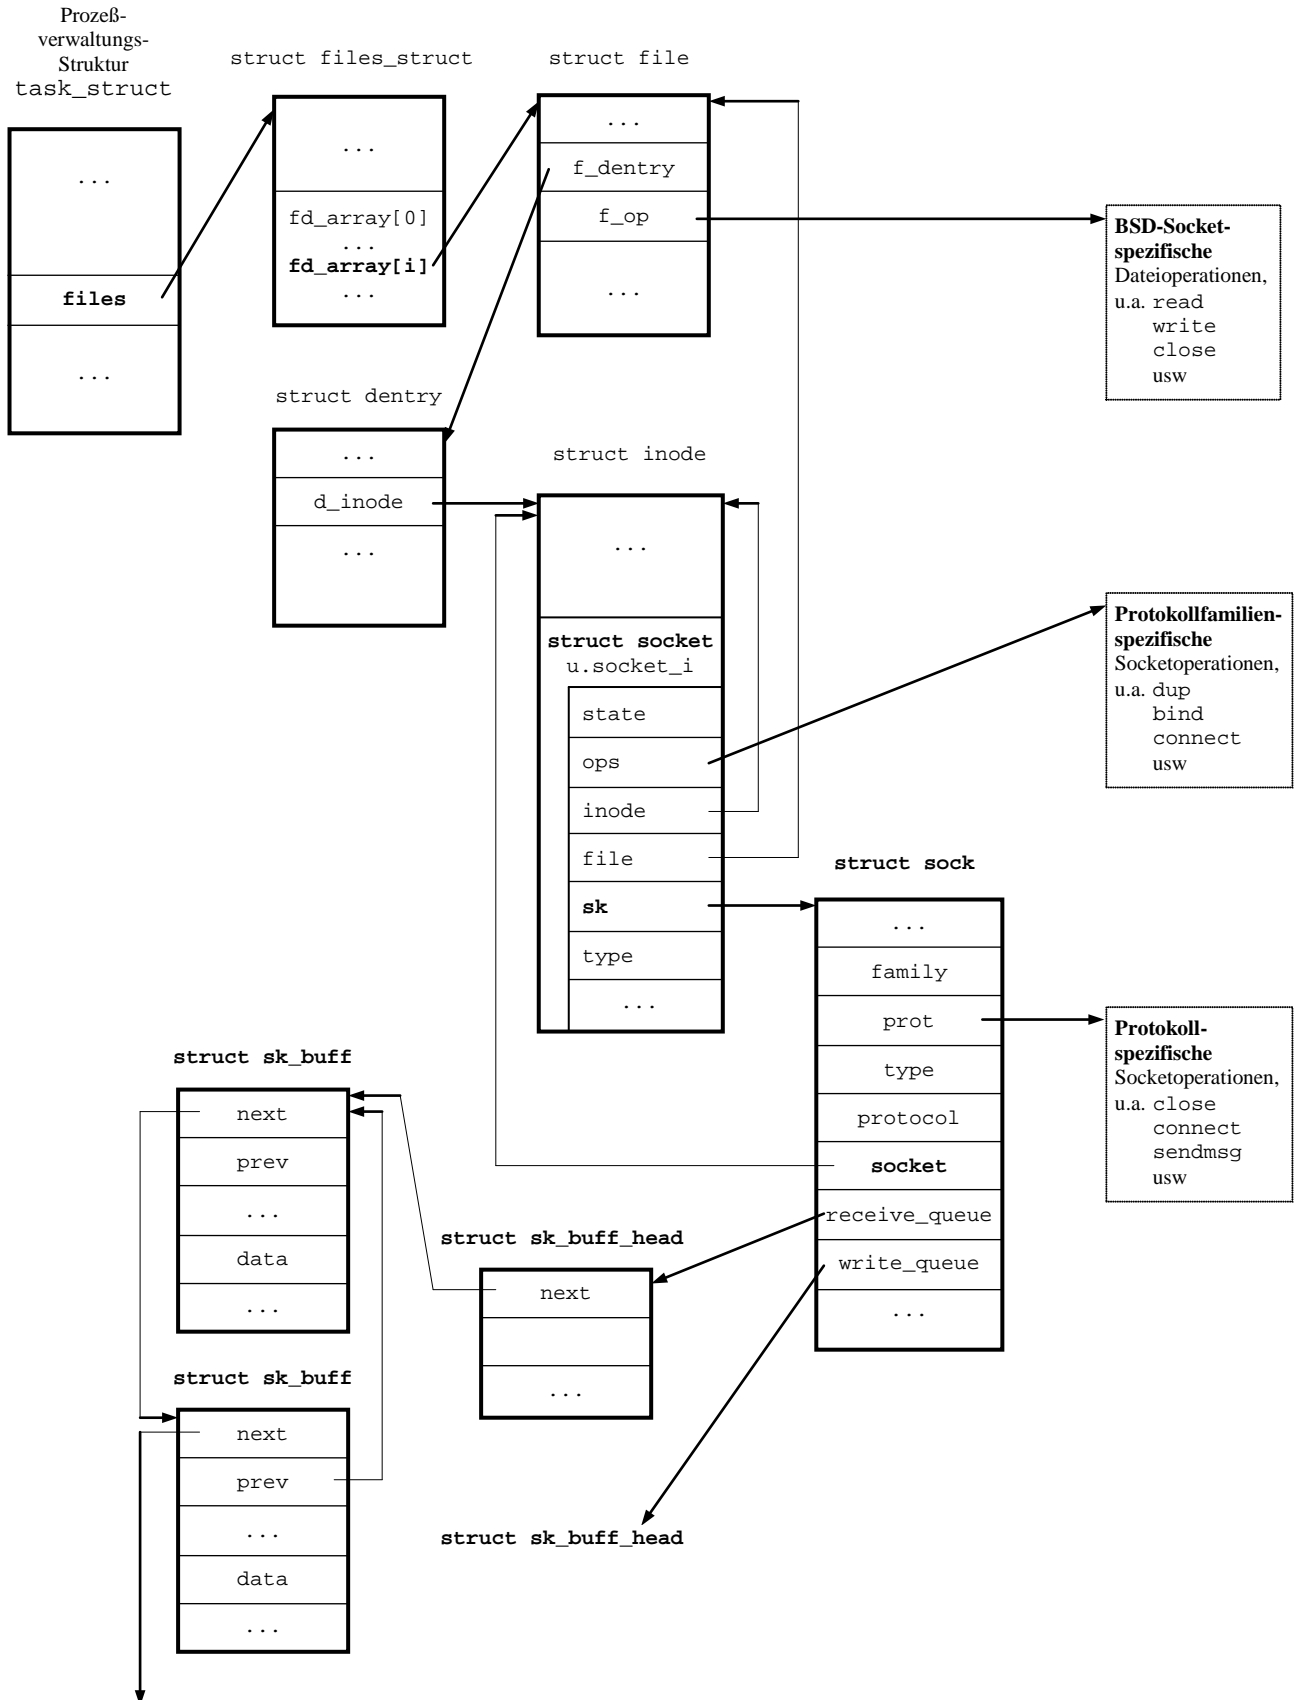 Prozeß-
verwaltungs-
Struktur
task_struct
...
files
...
struct files_struct
...
fd_array[0]
...
fd_array[i]
...
struct file
...
f_dentry
f_op
...
BSD-Socket-
spezifische
Dateioperationen,
u.a. read
write
close
usw
struct dentry
...
d_inode
...
struct inode
...
struct socket
u.socket_i
state
ops
inode
file
sk
type
...
Protokollfamilien-
spezifische
Socketoperationen,
u.a. dup
bind
connect
usw
struct sock
...
family
prot
type
protocol
socket
receive_queue
write_queue
...
Protokoll-
spezifische
Socketoperationen,
u.a. close
connect
sendmsg
usw
struct sk_buff
next
prev
...
data
...
struct sk_buff_head
next
...
struct sk_buff
next
prev
...
data
...
struct sk_buff_head